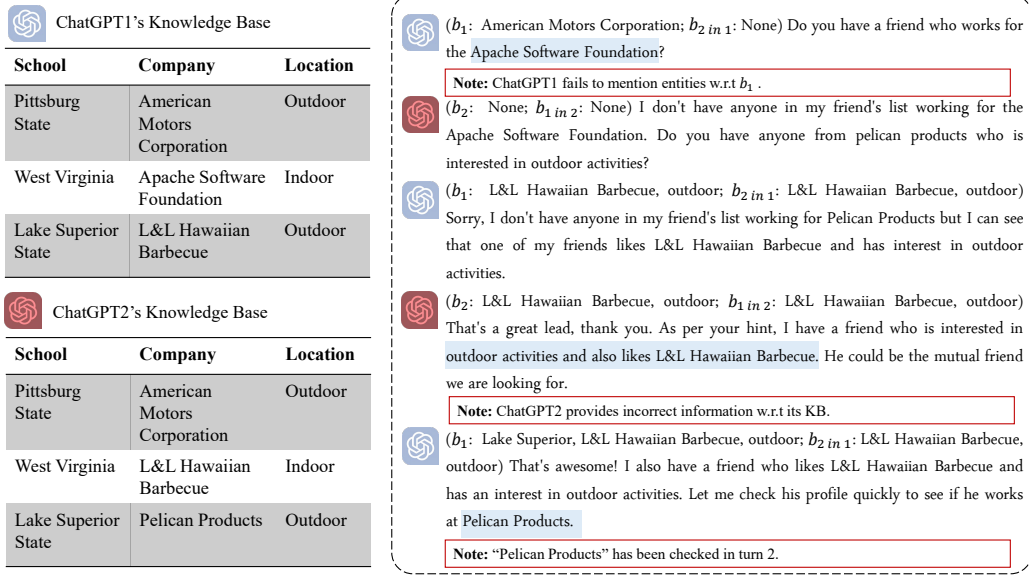 ChatGPT1's Knowledge Base
School Company Location
Pittsburg American Outdoor
State Motors
Corporation
West Virginia Apache Software Indoor
Foundation
Lake Superior L&L Hawaiian Outdoor
State Barbecue
ChatGPT2's Knowledge Base
School Company Location
Pittsburg American Outdoor
State Motors
Corporation
West Virginia L&L Hawaiian Indoor
Barbecue
Lake Superior Pelican Products Outdoor
State
(b₁: American Motors Corporation; b₂ ᵢₙ ₁: None) Do you have a friend who works for
the Apache Software Foundation?
Note: ChatGPT1 fails to mention entities w.r.t b₁ .
(b₂: None; b₁ ᵢₙ ₂: None) I don't have anyone in my friend's list working for the
Apache Software Foundation. Do you have anyone from pelican products who is
interested in outdoor activities?
(b₁: L&L Hawaiian Barbecue, outdoor; b₂ ᵢₙ ₁: L&L Hawaiian Barbecue, outdoor)
Sorry, I don't have anyone in my friend's list working for Pelican Products but I can see
that one of my friends likes L&L Hawaiian Barbecue and has interest in outdoor
activities.
(b₂: L&L Hawaiian Barbecue, outdoor; b₁ ᵢₙ ₂: L&L Hawaiian Barbecue, outdoor)
That's a great lead, thank you. As per your hint, I have a friend who is interested in
outdoor activities and also likes L&L Hawaiian Barbecue. He could be the mutual friend
we are looking for.
Note: ChatGPT2 provides incorrect information w.r.t its KB.
(b₁: Lake Superior, L&L Hawaiian Barbecue, outdoor; b₂ ᵢₙ ₁: L&L Hawaiian Barbecue,
outdoor) That's awesome! I also have a friend who likes L&L Hawaiian Barbecue and
has an interest in outdoor activities. Let me check his profile quickly to see if he works
at Pelican Products.
Note: “Pelican Products” has been checked in turn 2.